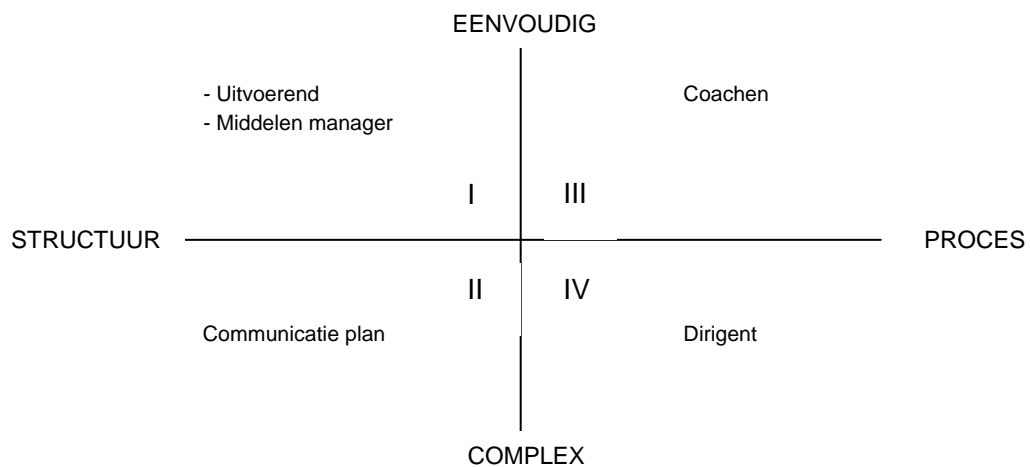 EENVOUDIG
- Uitvoerend
- Middelen manager
Coachen
I
III
STRUCTUUR
PROCES
II
IV
Communicatie plan
Dirigent
COMPLEX